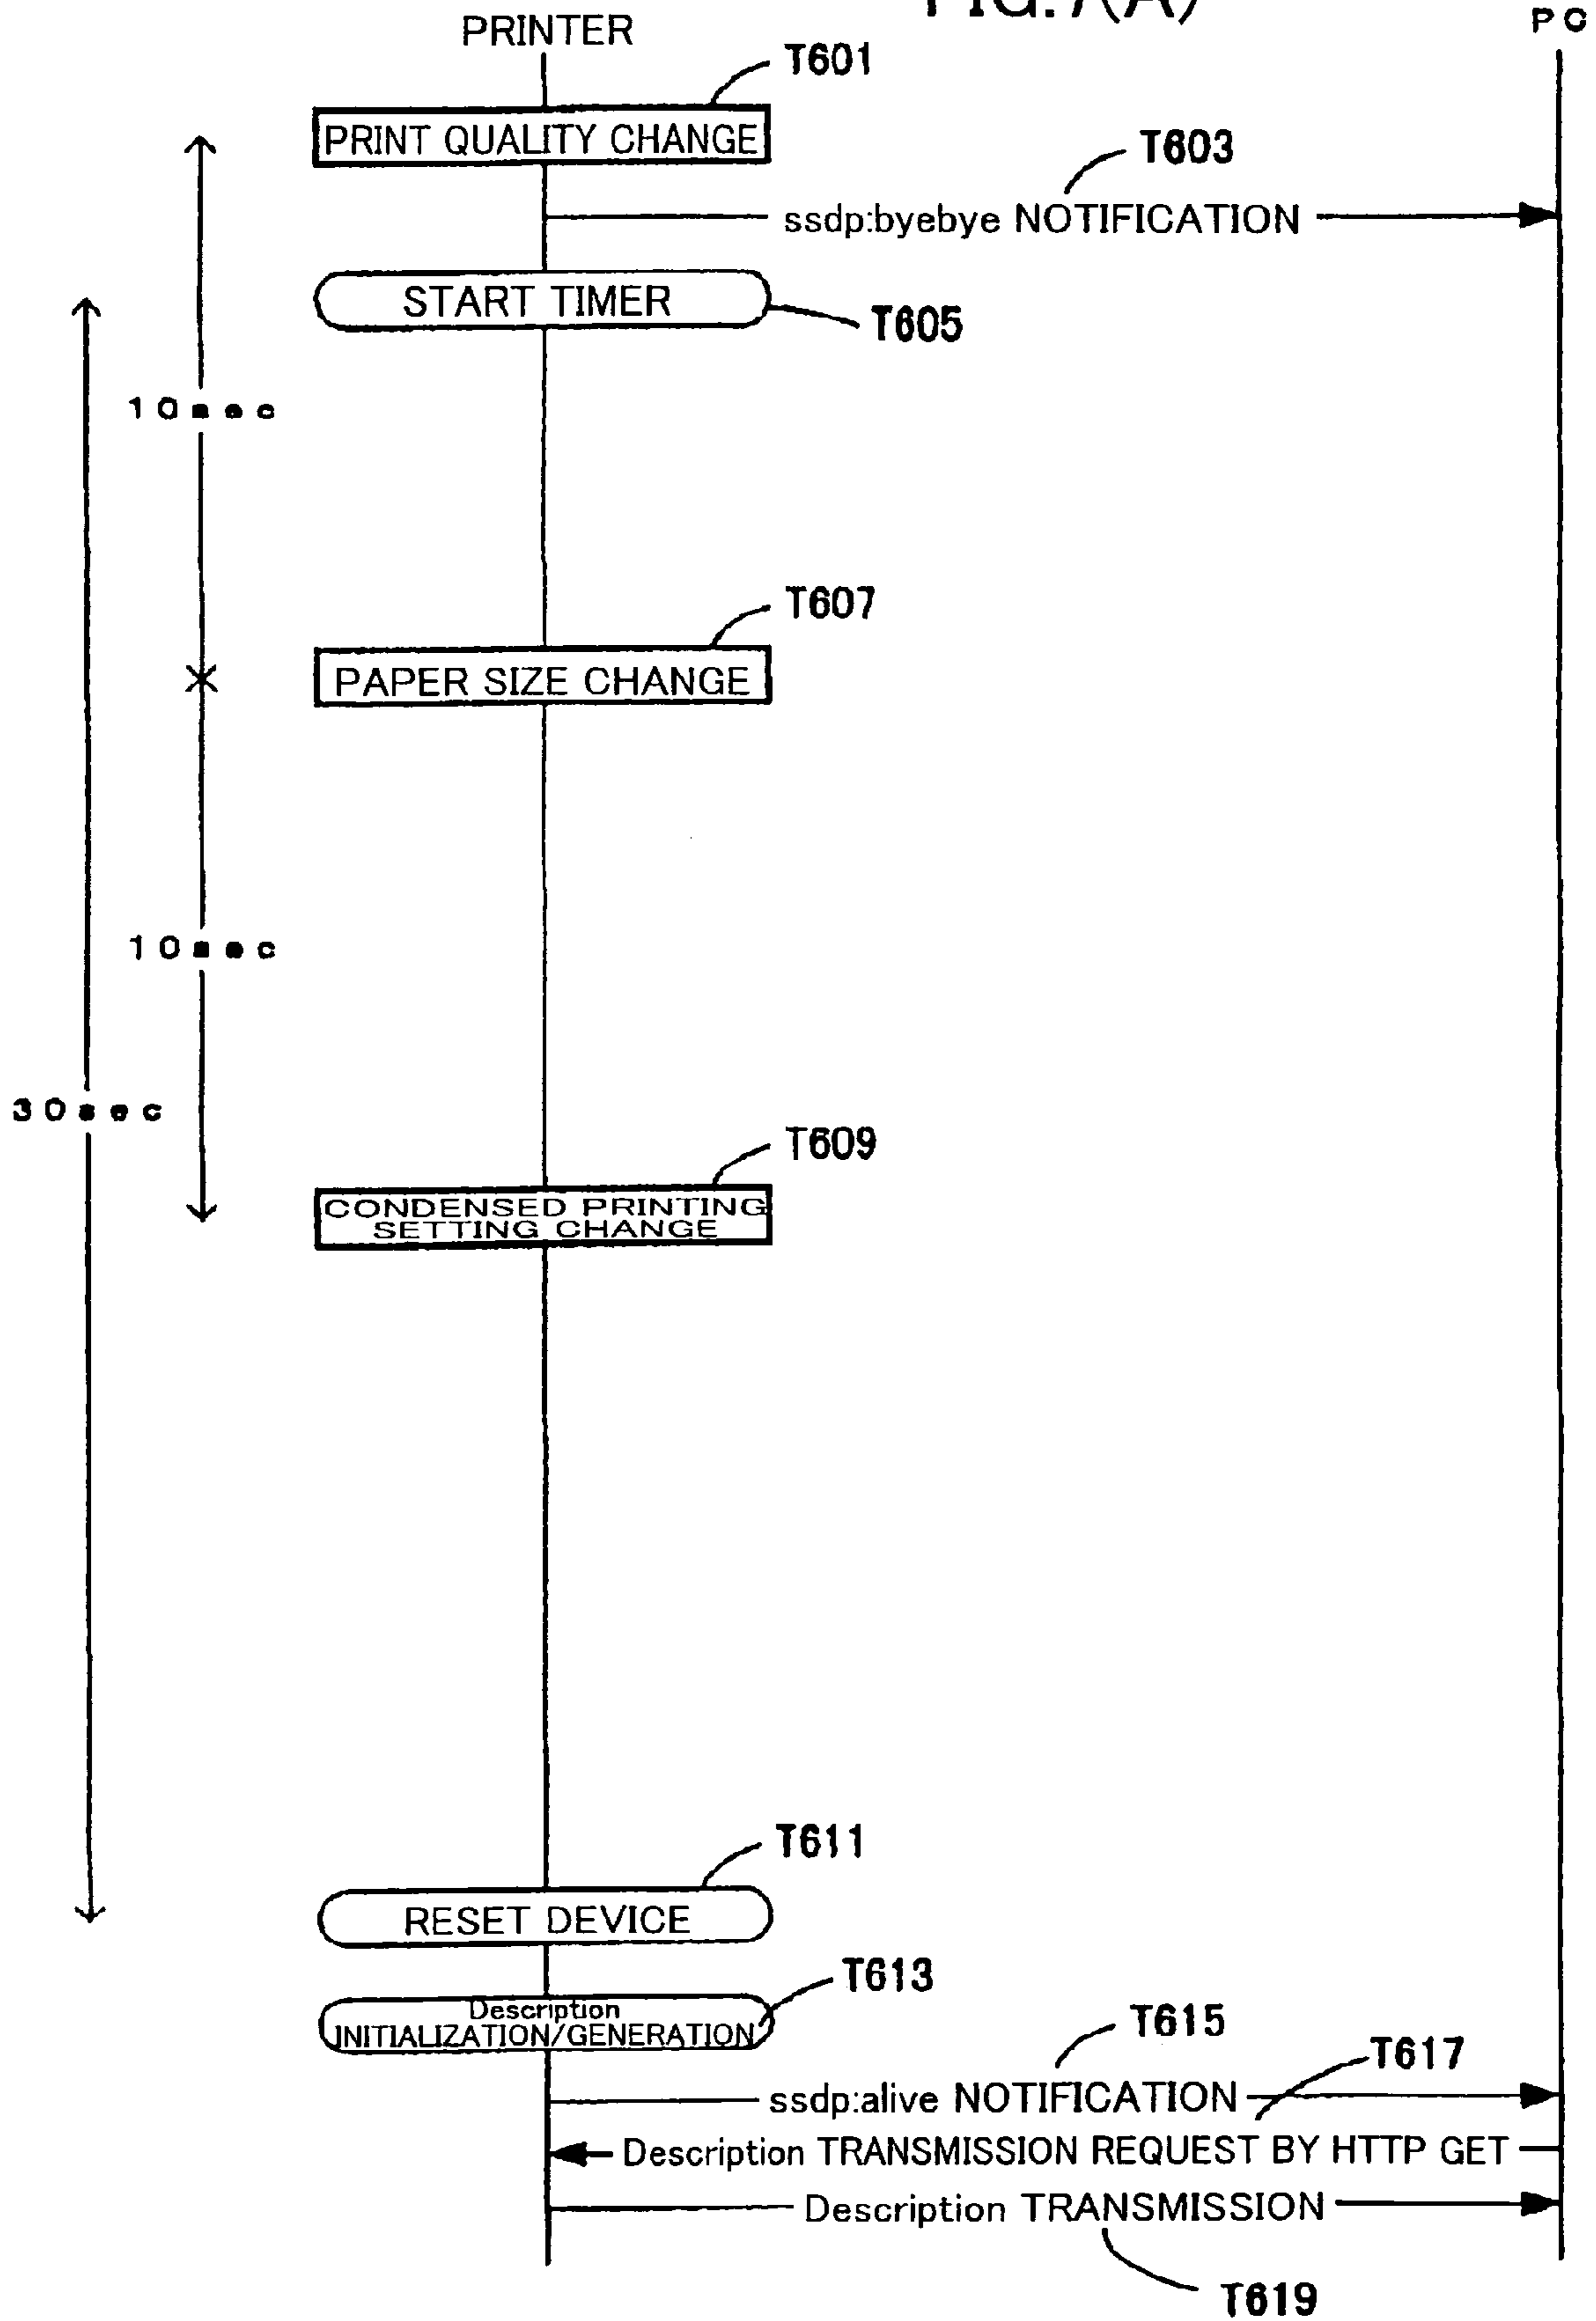 FIG.7(A)
PRINTER
PC
T601
PRINT QUALITY CHANGE
T603
ssdp:byebye NOTIFICATION
START TIMER
T605
10sec
T607
PAPER SIZE CHANGE
10sec
30sec
T609
CONDENSED PRINTING
SETTING CHANGE
T611
RESET DEVICE
T613
Description
INITIALIZATION/GENERATION
T615
T617
ssdp:alive NOTIFICATION
Description TRANSMISSION REQUEST BY HTTP GET
Description TRANSMISSION
T619